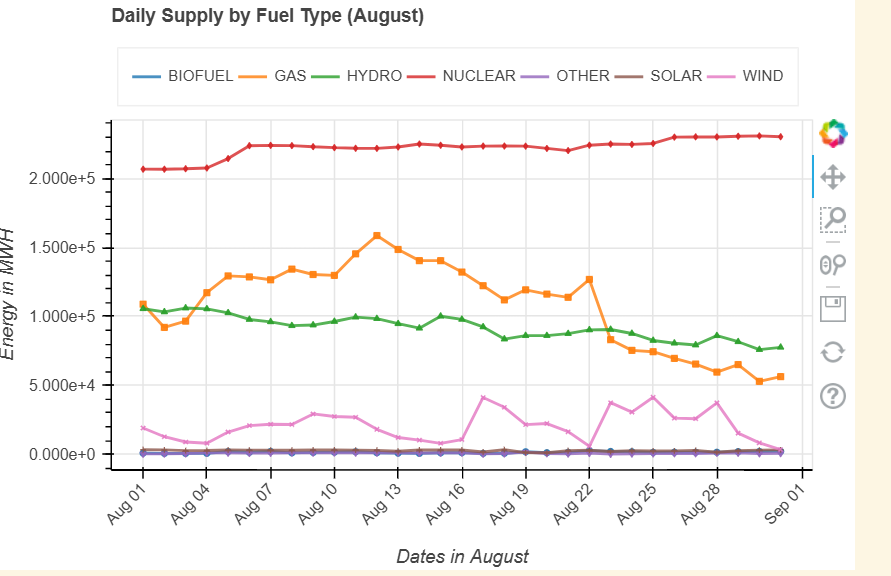 Daily Supply by Fuel Type (August)
BIOFUEL GAS HYDRO NUCLEAR OTHER SOLAR WIND
2.000e+5
1.500e+5
1.000e+5
5.000e+4
0.000e+0
Energy in MWH
Aug 01 Aug 04 Aug 07 Aug 10 Aug 13 Aug 16 Aug 19 Aug 22 Aug 25 Aug 28 Sep 01
Dates in August